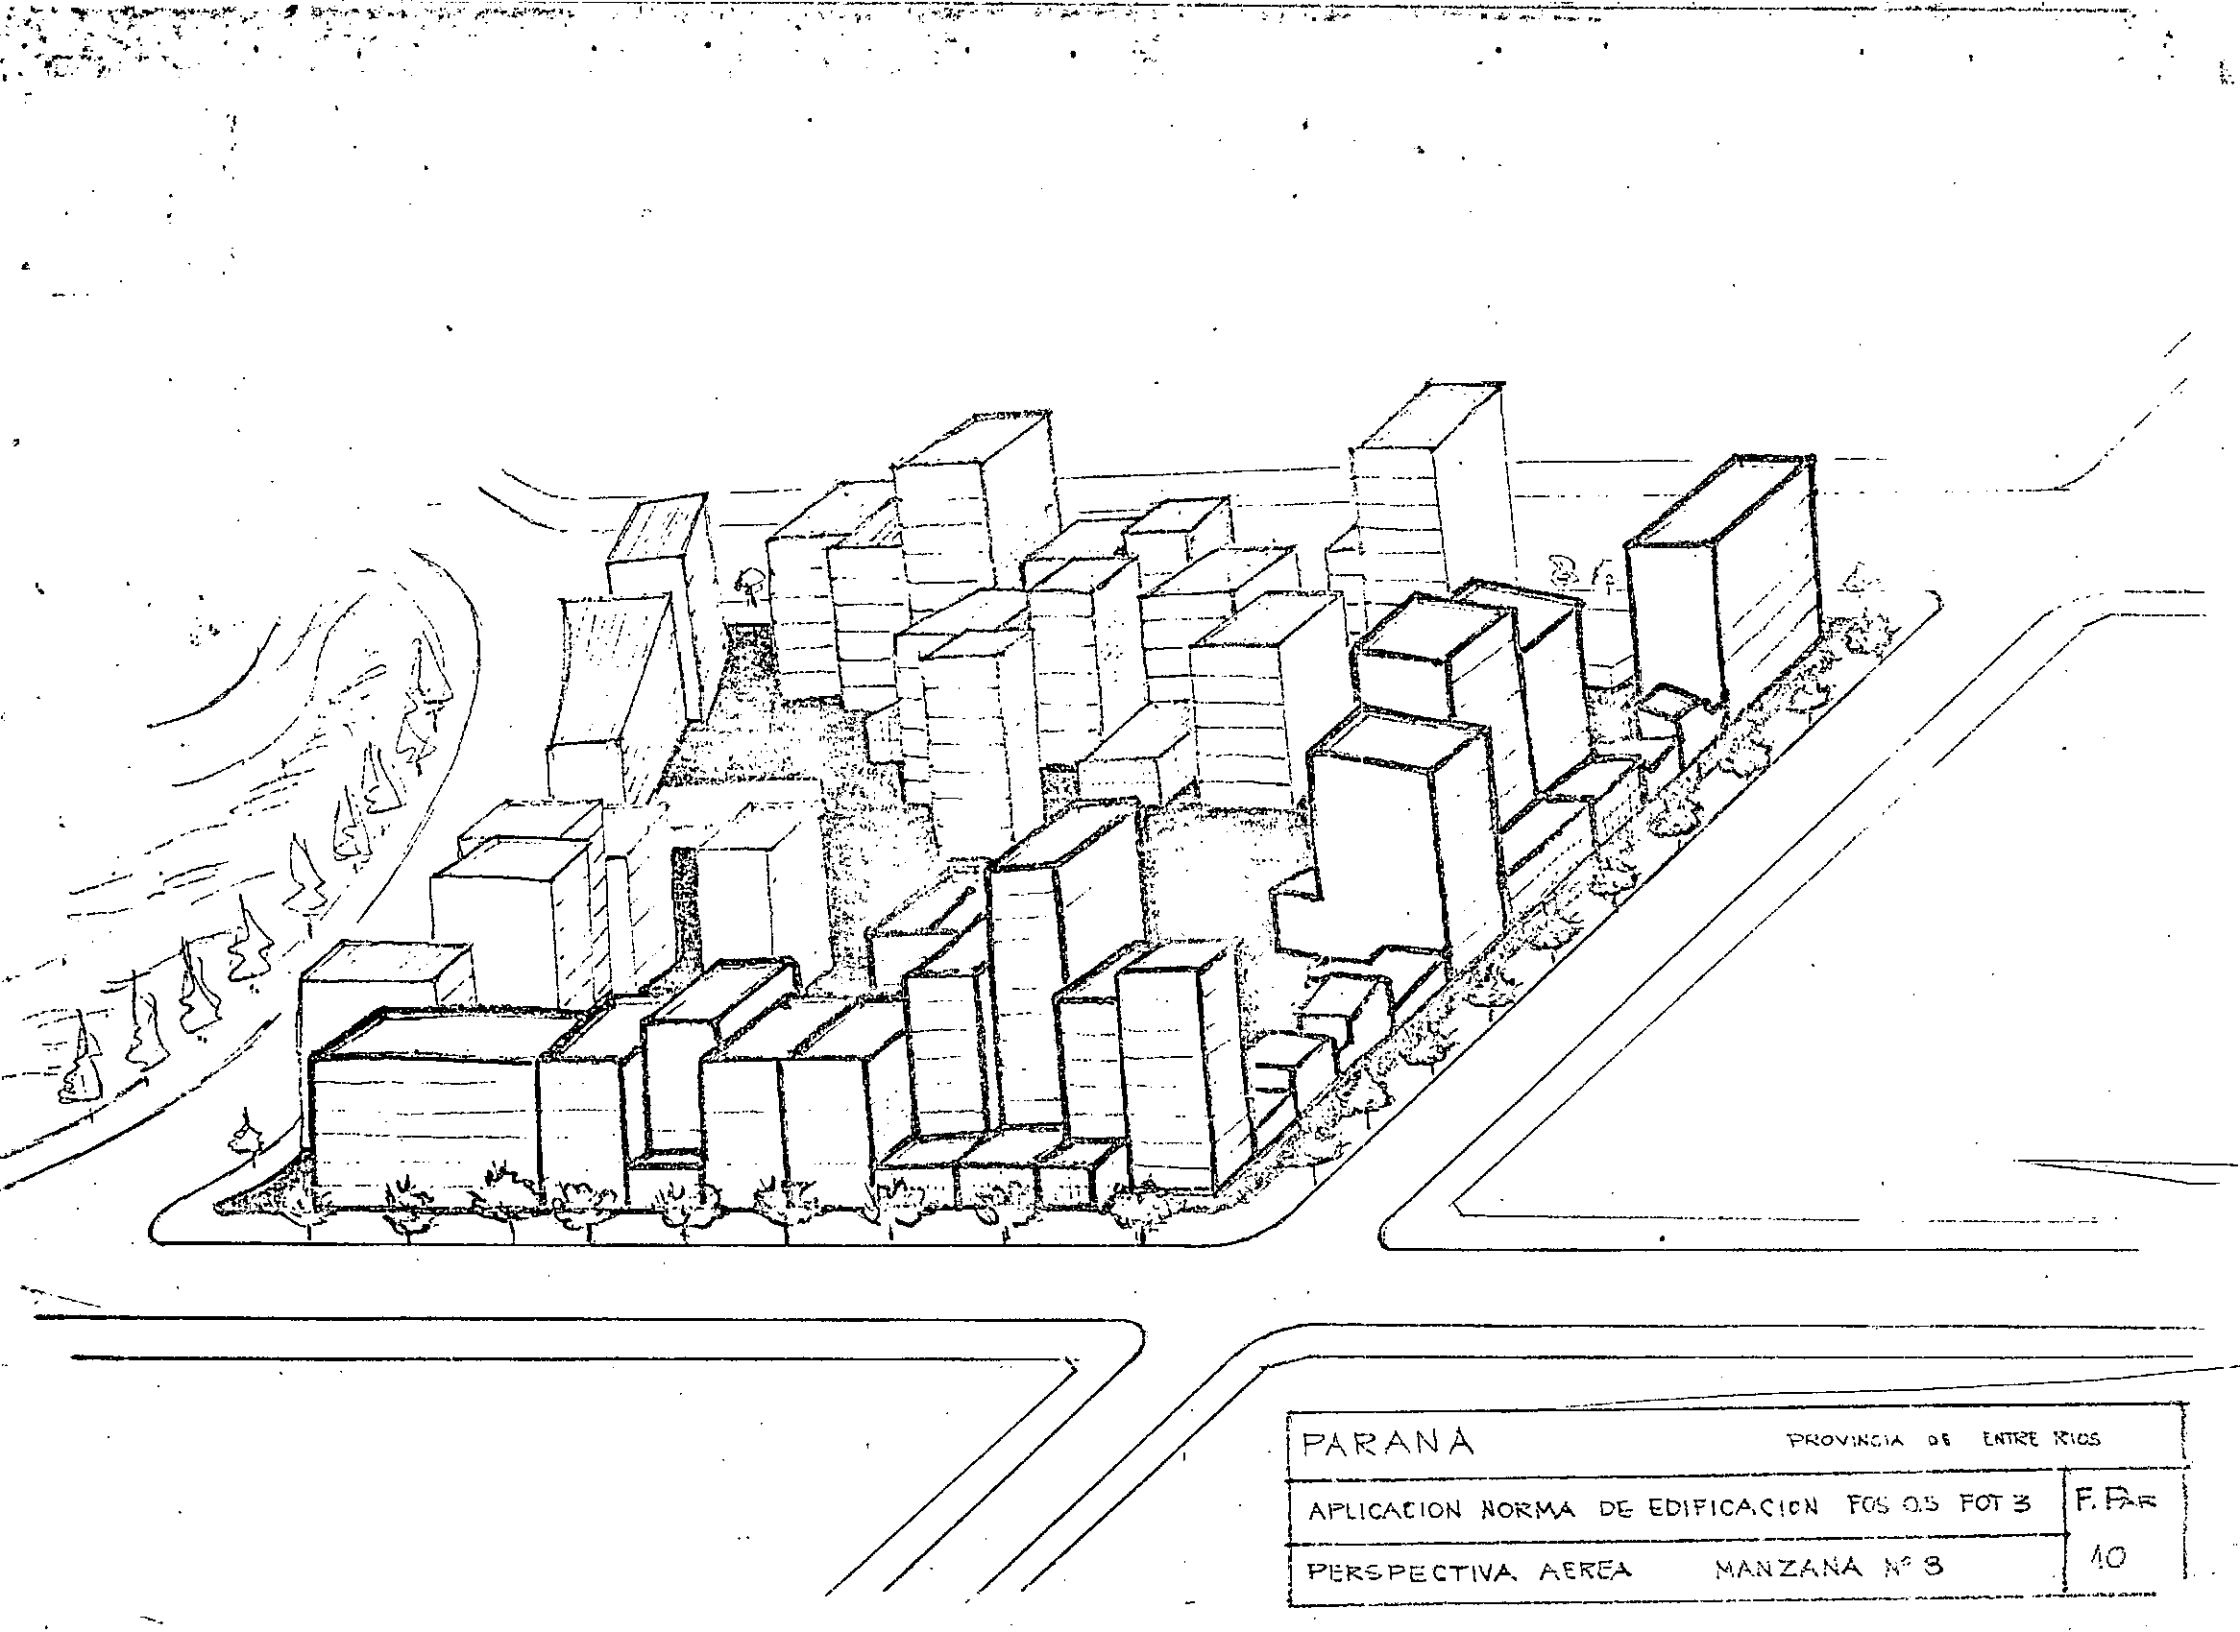 PARANA
PROVINCIA DE ENTRE RIOS
APLICACION NORMA DE EDIFICACION FOS 0.5 FOT 3
F. PAR
PERSPECTIVA AEREA MANZANA Nº 3
10